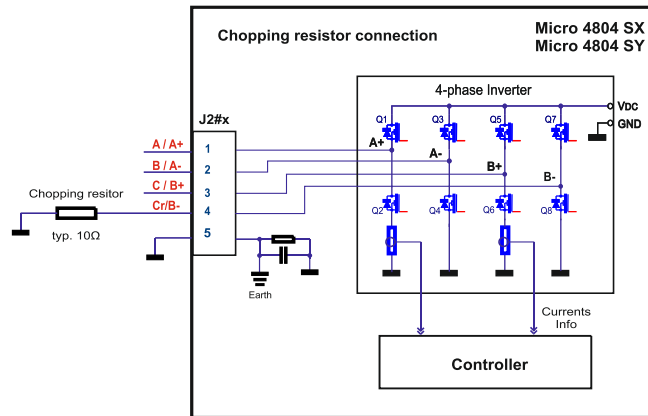 Chopping resistor connection
Micro 4804 SX
Micro 4804 SY
4-phase Inverter
J2#x
Q1
Q3
Q5
Q7
VDC
GND
A / A+
1
A+
B / A-
2
A-
C / B+
3
B+
Cr/B-
4
B-
Chopping resitor
typ. 10Ω
5
Q2
Q4
Q6
Q8
Earth
Currents
Info
Controller